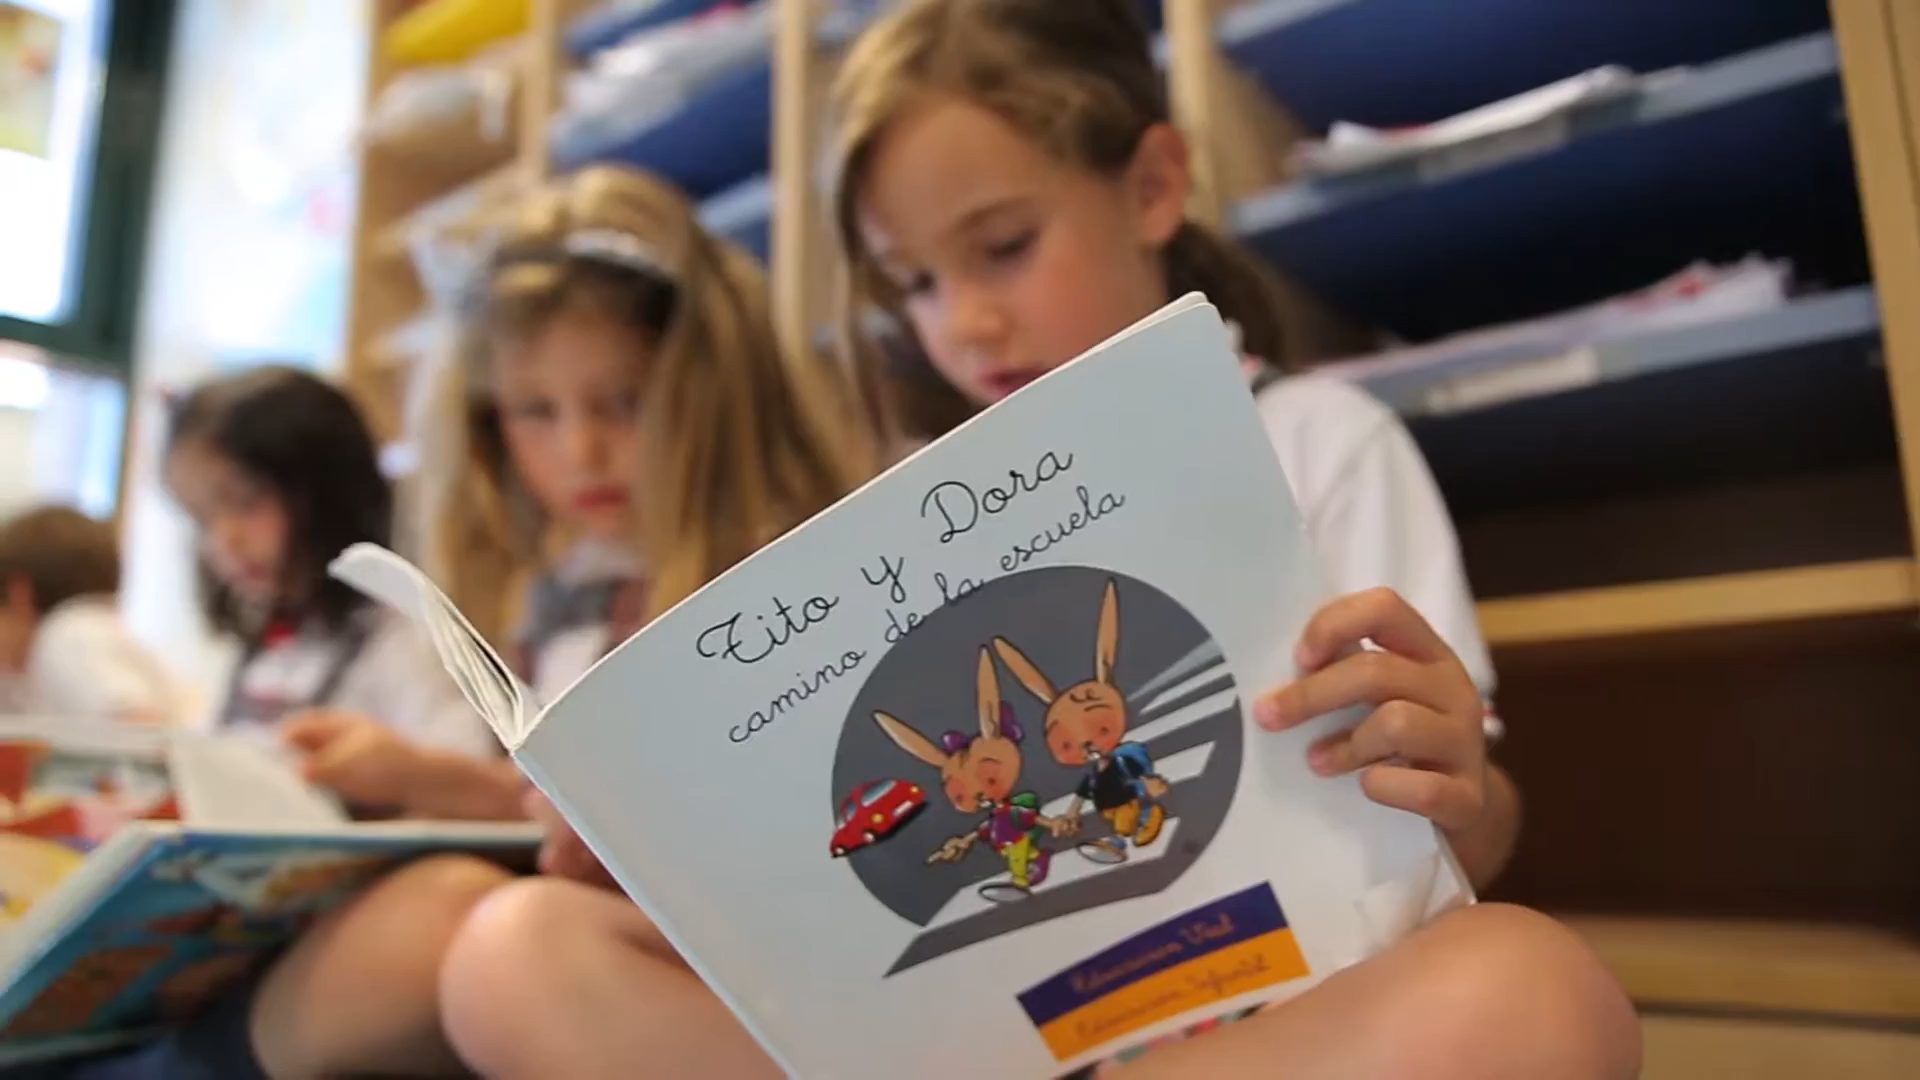 Tito y Dora
camino de la escuela
Educación Vial
Educación Infantil